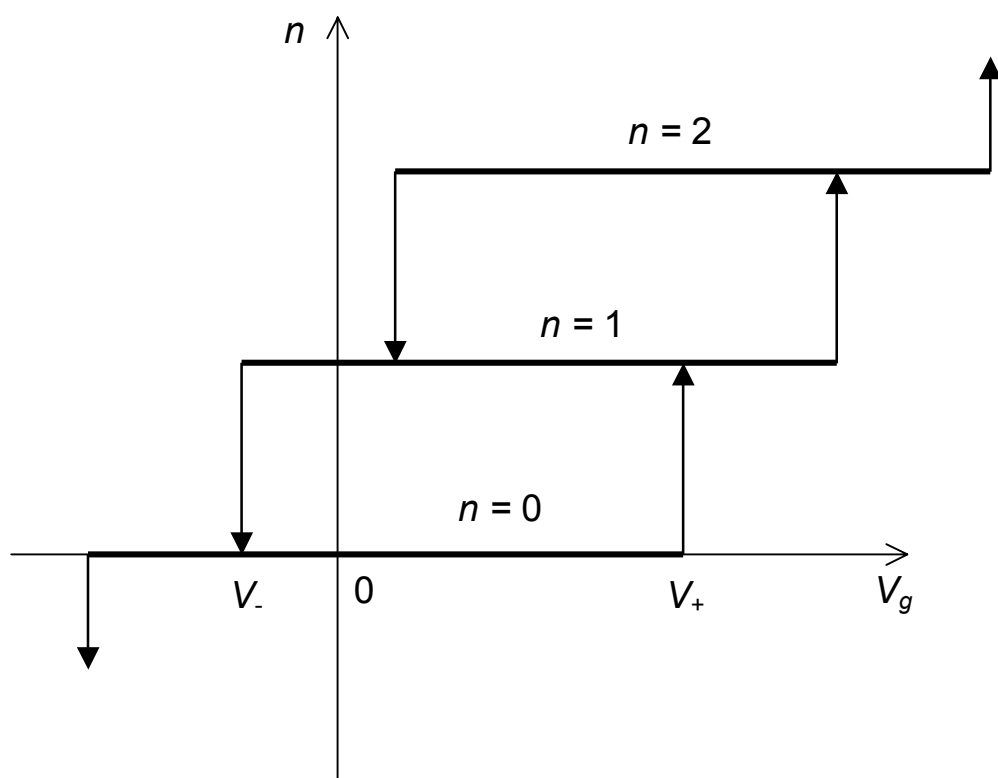 n
n = 2
n = 1
n = 0
V- 0 V+ Vg